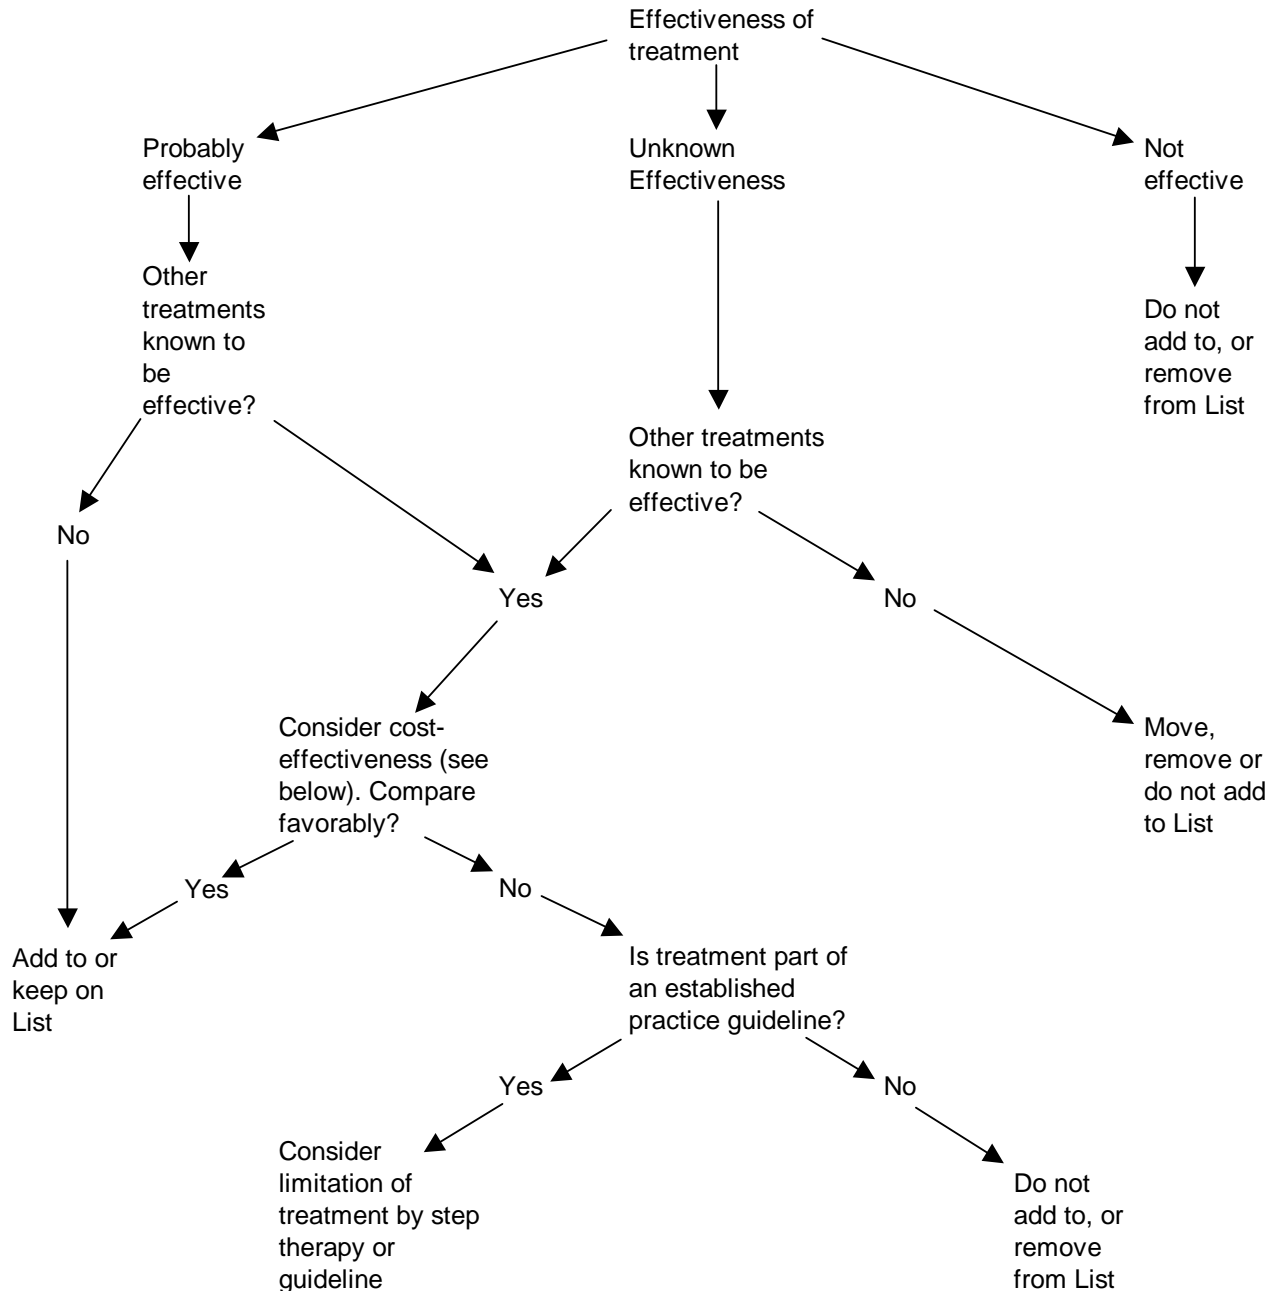 Effectiveness of
treatment
Probably
effective
Unknown
Effectiveness
Not
effective
Other
treatments
known to
be
effective?
Do not
add to, or
remove
from List
Other treatments
known to be
effective?
No
Yes
No
Consider cost-
effectiveness (see
below). Compare
favorably?
Move,
remove or
do not add
to List
Yes
No
Add to or
keep on
List
Is treatment part of
an established
practice guideline?
Yes
No
Consider
limitation of
treatment by step
therapy or
guideline
Do not
add to, or
remove
from List